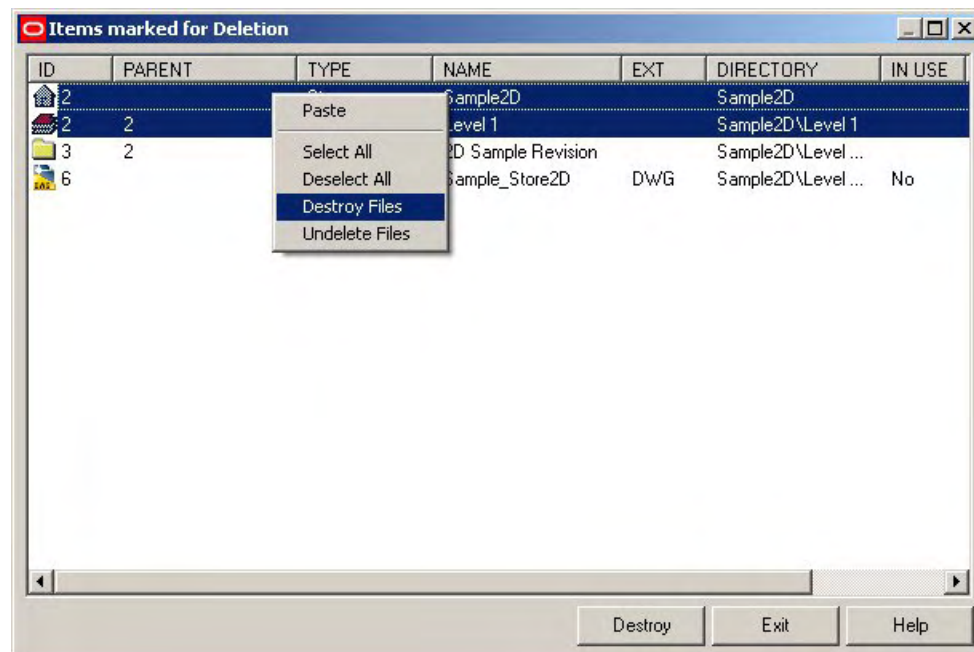 Items marked for Deletion
ID PARENT TYPE NAME EXT DIRECTORY IN USE
2 Sample2D Sample2D
2 2 Level 1 Sample2D\Level 1
3 2 2D Sample Revision Sample2D\Level ...
6 Sample_Store2D DWG Sample2D\Level ... No
Paste
Select All
Deselect All
Destroy Files
Undelete Files
Destroy Exit Help